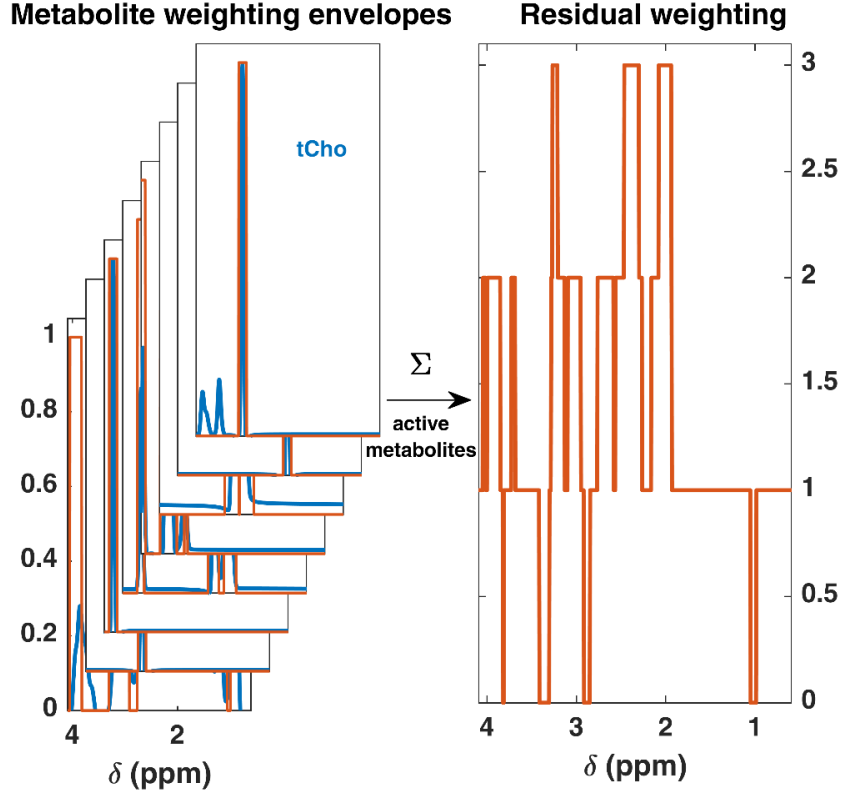 Metabolite weighting envelopes
Residual weighting
tCho
1
0.8
0.6
0.4
0.2
0
4
2
δ (ppm)
Σ
active
metabolites
3
2.5
2
1.5
1
0.5
0
4
3
2
1
δ (ppm)